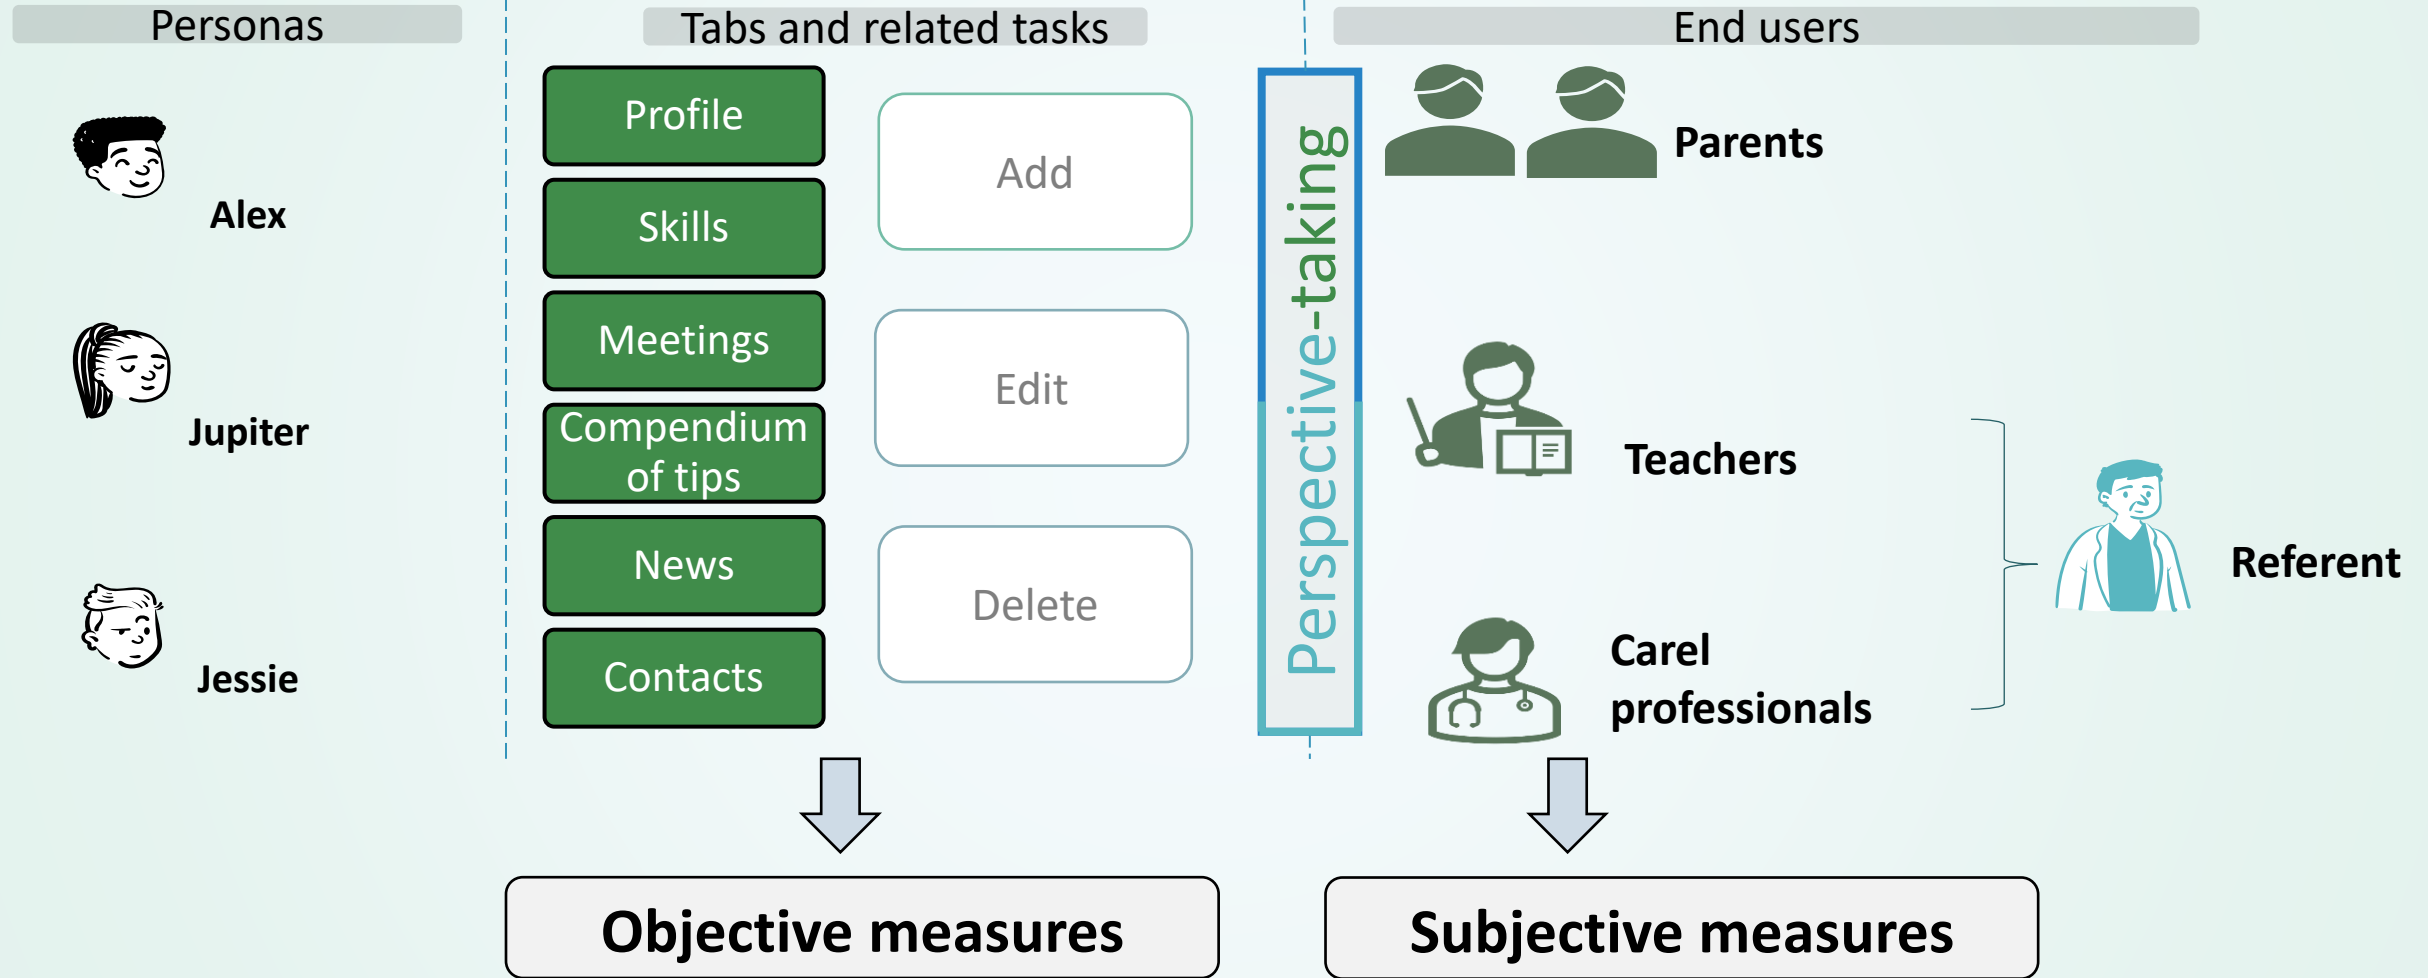 Personas
Tabs and related tasks
End users
Alex
Jupiter
Jessie
Profile
Skills
Meetings
Compendium
of tips
News
Contacts
Add
Edit
Delete
Perspective-taking
Parents
Teachers
Carel
professionals
Referent
Objective measures
Subjective measures